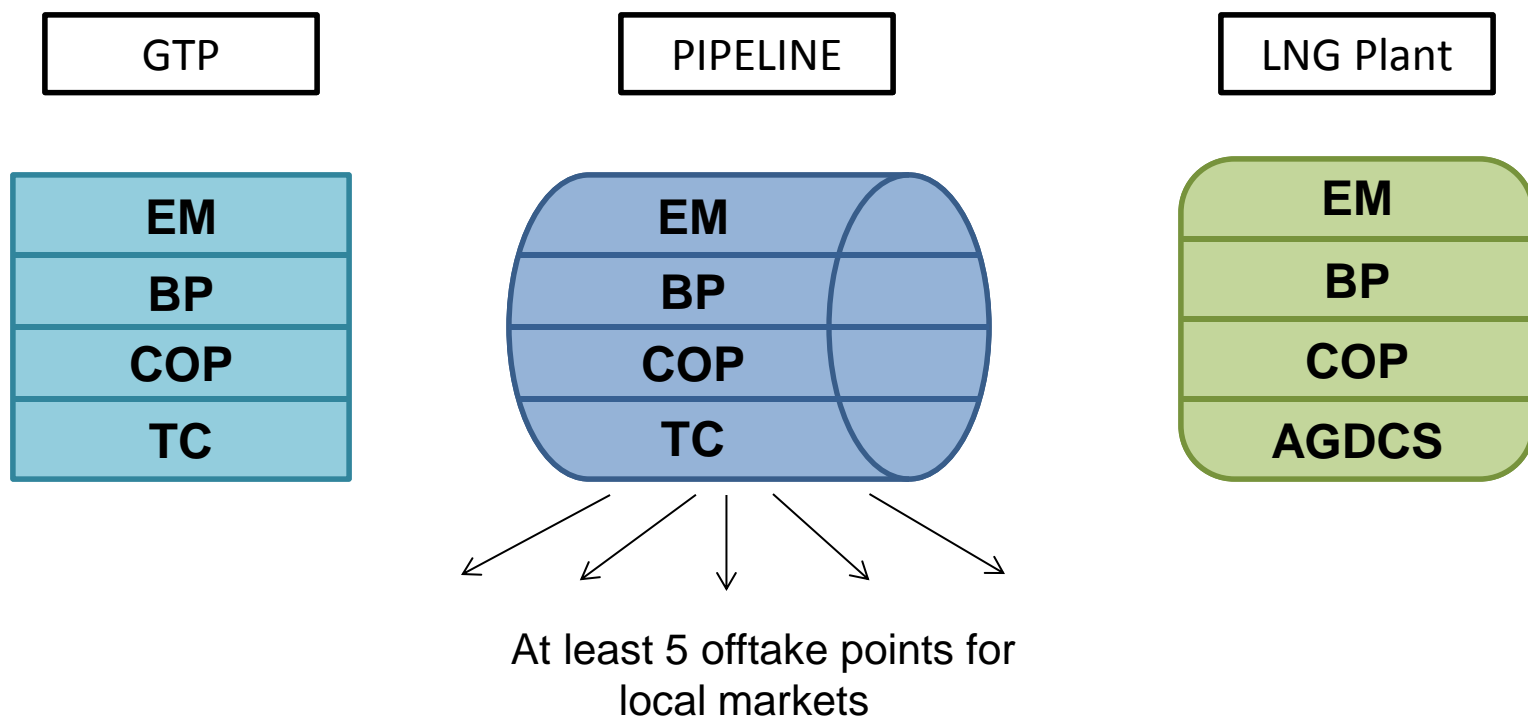 GTP
PIPELINE
LNG Plant
EM
BP
COP
TC
EM
BP
COP
TC
EM
BP
COP
AGDCS
At least 5 offtake points for
local markets